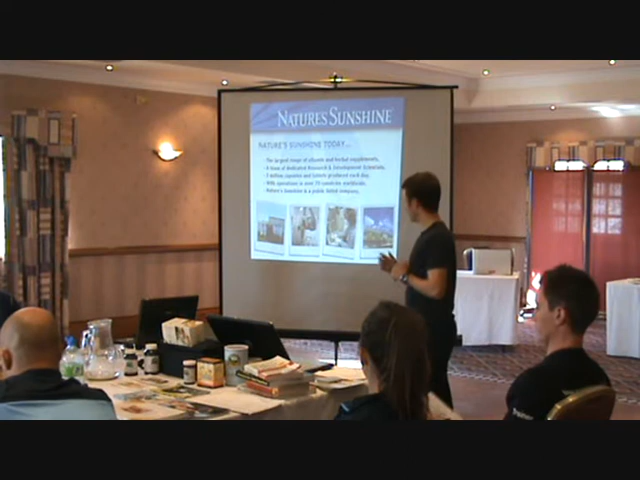 NATURE'S SUNSHINE
NATURE'S SUNSHINE TODAY...
The largest range of vitamin and herbal supplements.
A team of dedicated Research & Development Scientists.
7 million capsules and tablets produced each day.
With operations in over countries worldwide.
Nature's Sunshine is a public listed company.